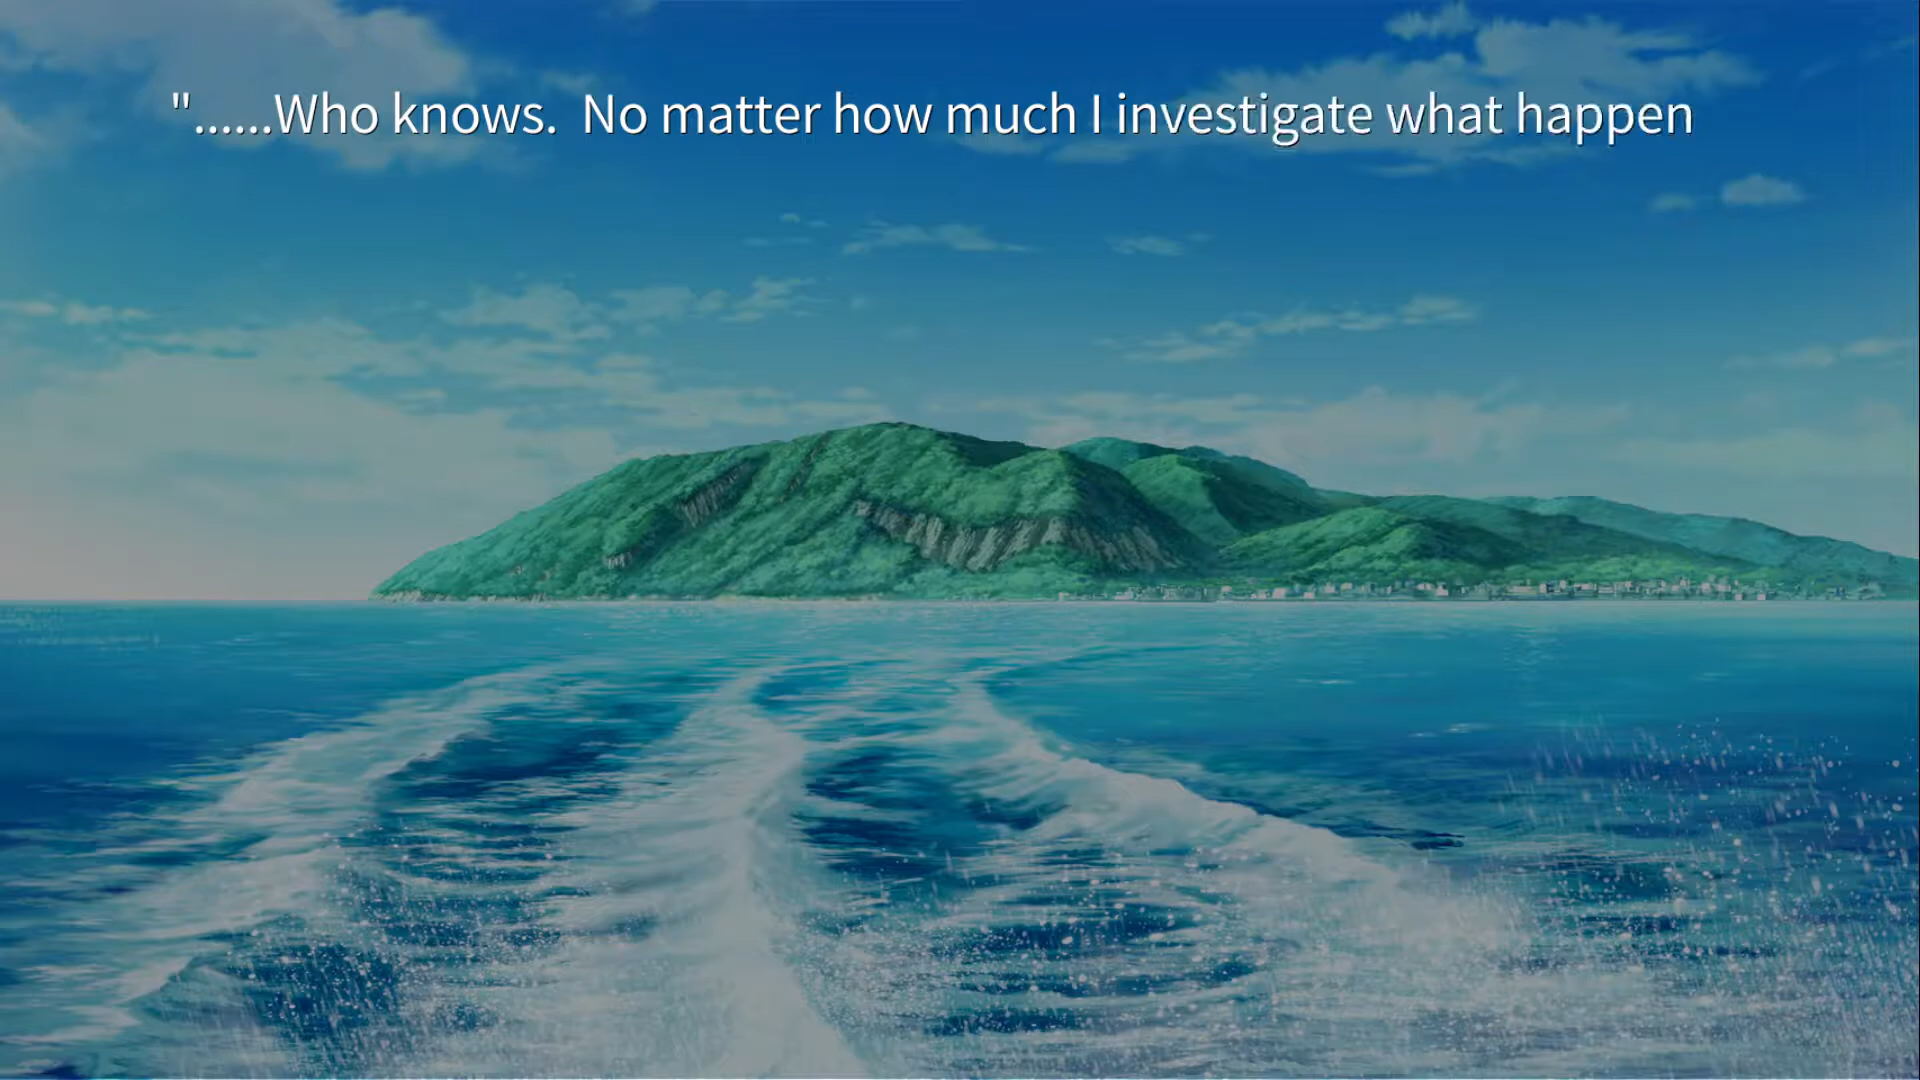 "......Who knows.  No matter how much I investigate what happen